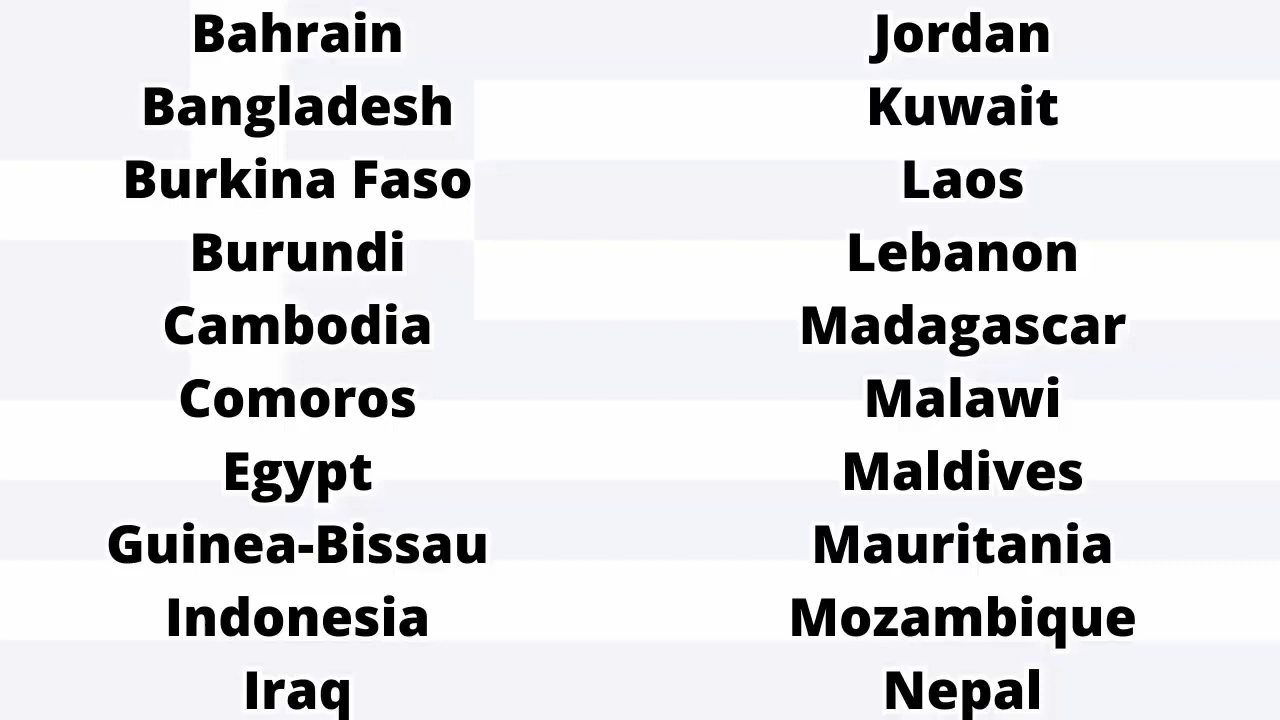 Bahrain
Bangladesh
Burkina Faso
Burundi
Cambodia
Comoros
Egypt
Guinea-Bissau
Indonesia
Iraq
Jordan
Kuwait
Laos
Lebanon
Madagascar
Malawi
Maldives
Mauritania
Mozambique
Nepal